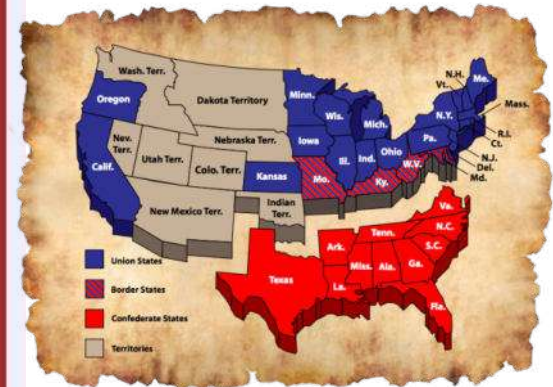 Wash. Terr.
Oregon
Dakota Territory
Minn.
Wis.
Mich.
N.H.
Vt.
Me.
Mass.
N.Y.
R.I.
Ct.
Nev.
Terr.
Nebraska Terr.
Iowa
Pa.
N.J.
Del.
Md.
Calif.
Utah Terr.
Colo. Terr.
Kansas
Mo.
Ill.
Ind.
Ohio
W.V.
Ky.
New Mexico Terr.
Indian
Terr.
Va.
N.C.
Tenn.
S.C.
Ark.
Texas
La.
Miss.
Ala.
Ga.
Fla.
Union States
Border States
Confederate States
Territories